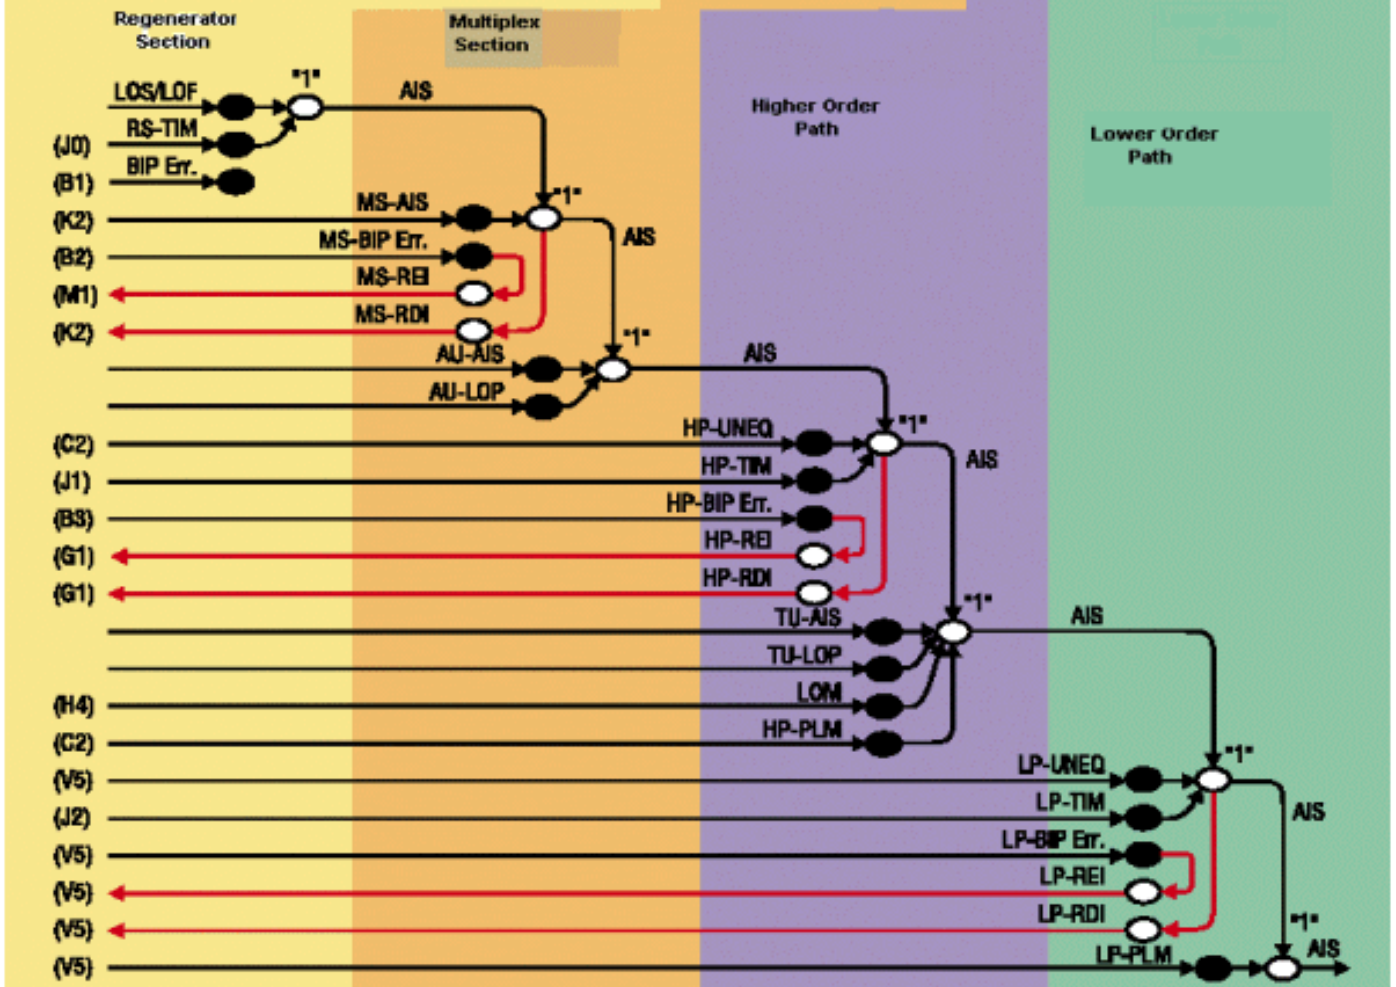 Regenerator
Section
Multiplex
Section
Higher Order
Path
Lower Order
Path
LOS/LOF
"1"
AIS
(J0)
RS-TIM
(B1)
BIP Err.
(K2)
MS-AIS
"1"
AIS
(B2)
MS-BIP Err.
(M1)
MS-REI
(K2)
MS-RDI
AU-AIS
"1"
AIS
AU-LOP
(C2)
HP-UNEQ
"1"
AIS
(J1)
HP-TIM
(B3)
HP-BIP Err.
(G1)
HP-REI
(G1)
HP-RDI
TU-AIS
"1"
AIS
TU-LOP
(H4)
LOM
(C2)
HP-PLM
(V5)
LP-UNEQ
"1"
AIS
(J2)
LP-TIM
(V5)
LP-BIP Err.
(V5)
LP-REI
(V5)
LP-RDI
"1"
(V5)
LP-PLM
AIS